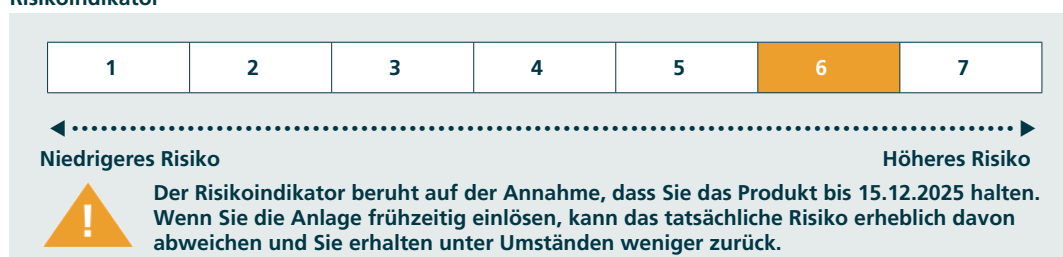 Risikoindikator
1 2 3 4 5 6 7
Niedrigeres Risiko Höheres Risiko
!
Der Risikoindikator beruht auf der Annahme, dass Sie das Produkt bis 15.12.2025 halten.
Wenn Sie die Anlage frühzeitig einlösen, kann das tatsächliche Risiko erheblich davon
abweichen und Sie erhalten unter Umständen weniger zurück.